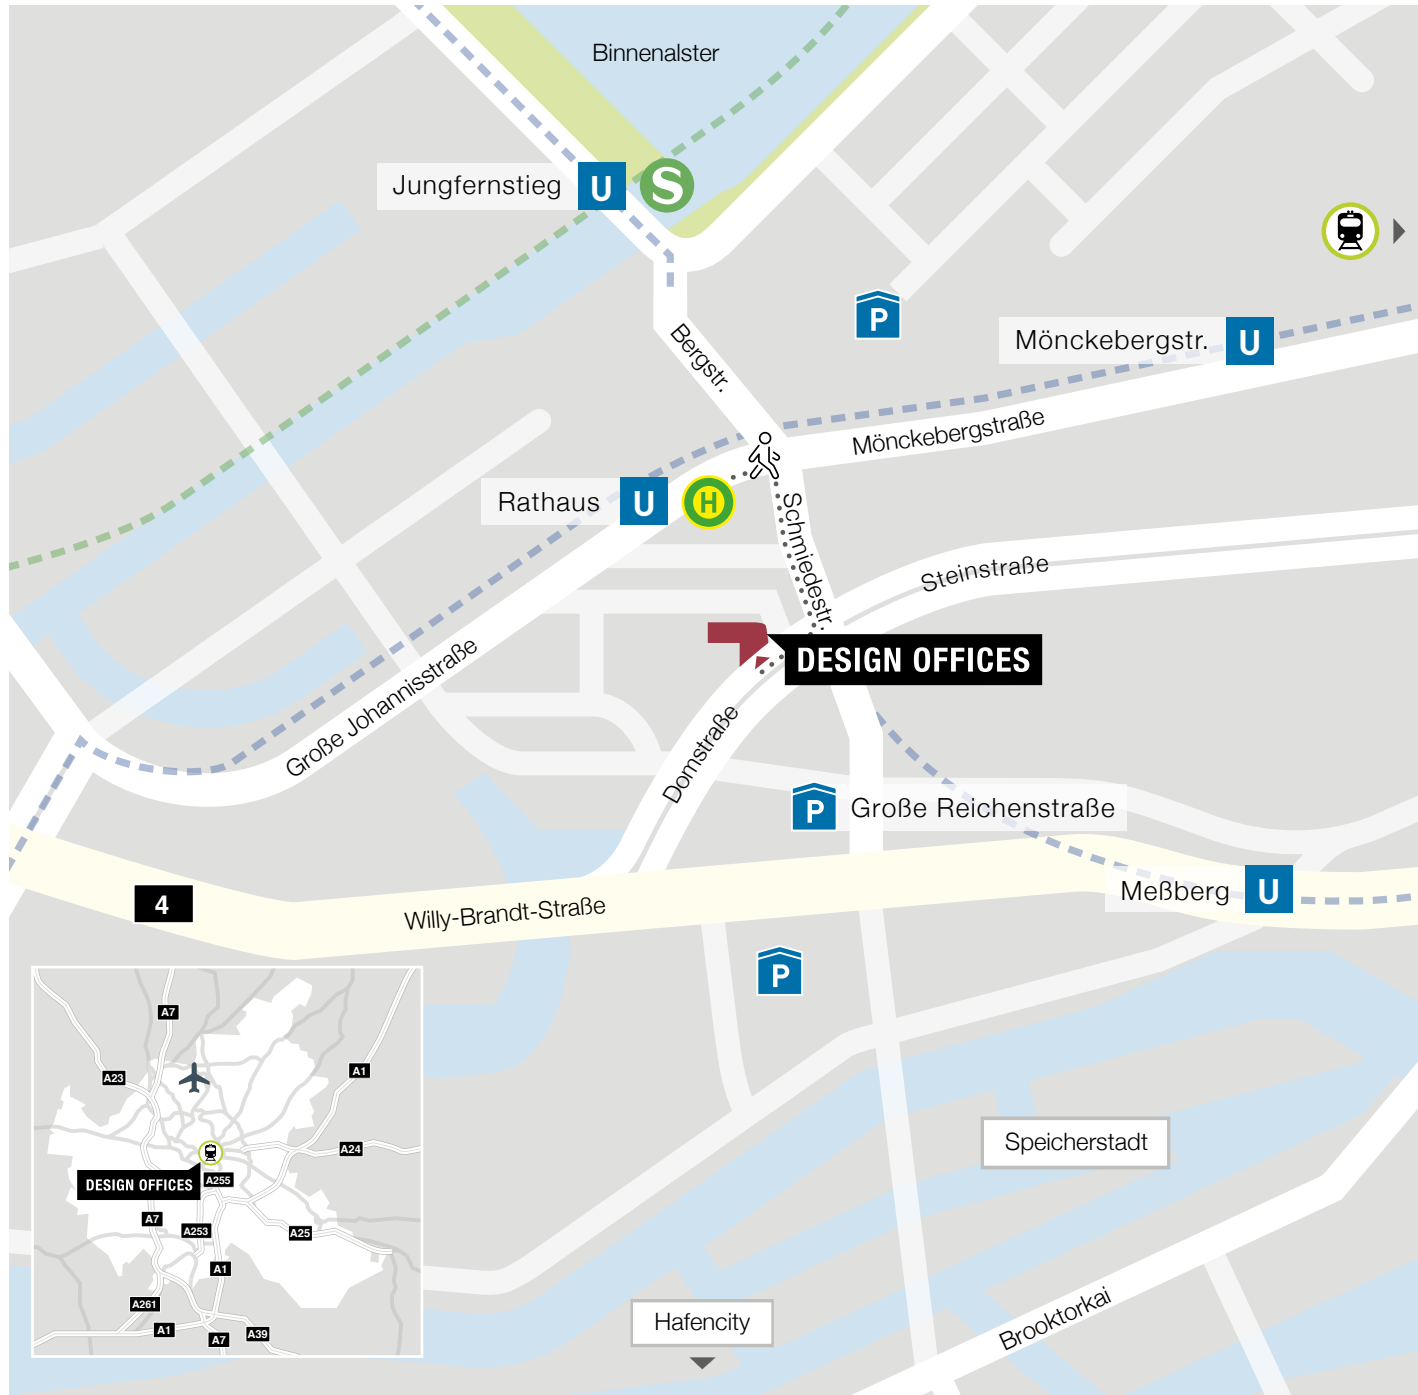 Binnenalster
Jungfernstieg U S
P
Mönckebergstr. U
Bergstr.
Mönckebergstraße
Rathaus U H
Schmiedestr.
Steinstraße
DESIGN OFFICES
Große Johannisstraße
Domstraße
P Große Reichenstraße
Meßberg U
4
Willy-Brandt-Straße
P
A7
A23
A1
A24
DESIGN OFFICES
A255
A7
A253
A25
A1
A261
A1
A7
A39
Speicherstadt
Hafencity
Brooktorkai